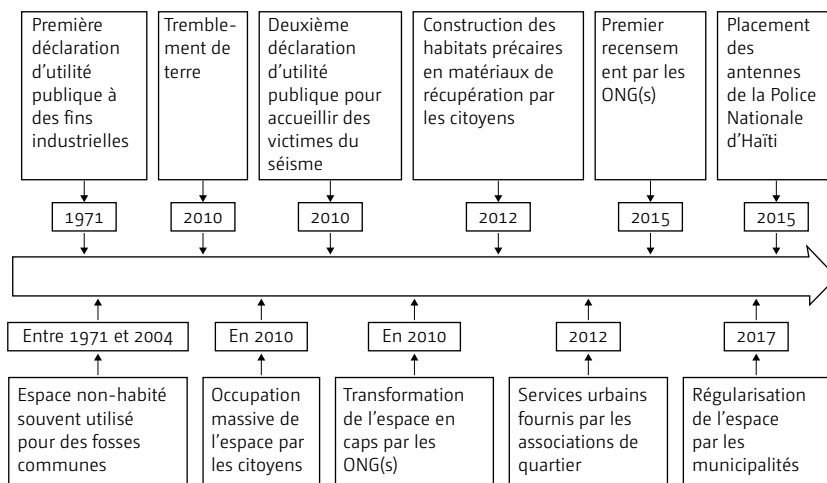 Première
déclaration
d'utilité
publique à
des fins
industrielles
Tremble-
ment de
terre
Deuxième
déclaration
d'utilité
publique pour
accueillir des
victimes du
séisme
Construction des
habitats précaires
en matériaux de
récupération par
les citoyens
Premier
recensem
ent par les
ONG(s)
Placement
des
antennes
de la Police
Nationale
d'Haïti
1971
2010
2010
2012
2015
2015
Entre 1971 et 2004
En 2010
En 2010
2012
2017
Espace non-habité
souvent utilisé
pour des fosses
communes
Occupation
massive de
l'espace par
les citoyens
Transformation
de l'espace en
caps par les
ONG(s)
Services urbains
fournis par les
associations de
quartier
Régularisation
de l'espace
par les
municipalités